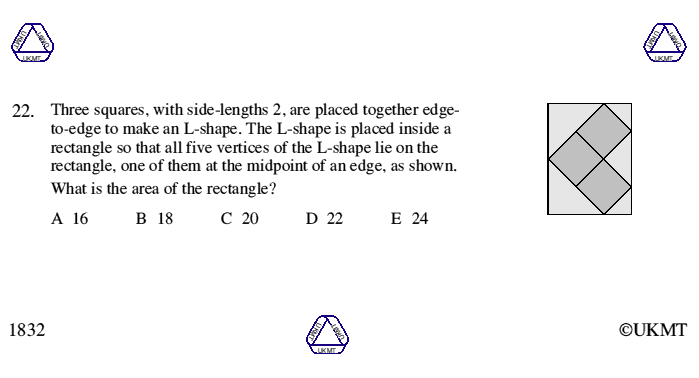 UKMT UKMT UKMT
UKMT UKMT UKMT
22. Three squares, with side-lengths 2, are placed together edge-
to-edge to make an L-shape. The L-shape is placed inside a
rectangle so that all five vertices of the L-shape lie on the
rectangle, one of them at the midpoint of an edge, as shown.
What is the area of the rectangle?
A 16 B 18 C 20 D 22 E 24
1832
UKMT UKMT UKMT
©UKMT